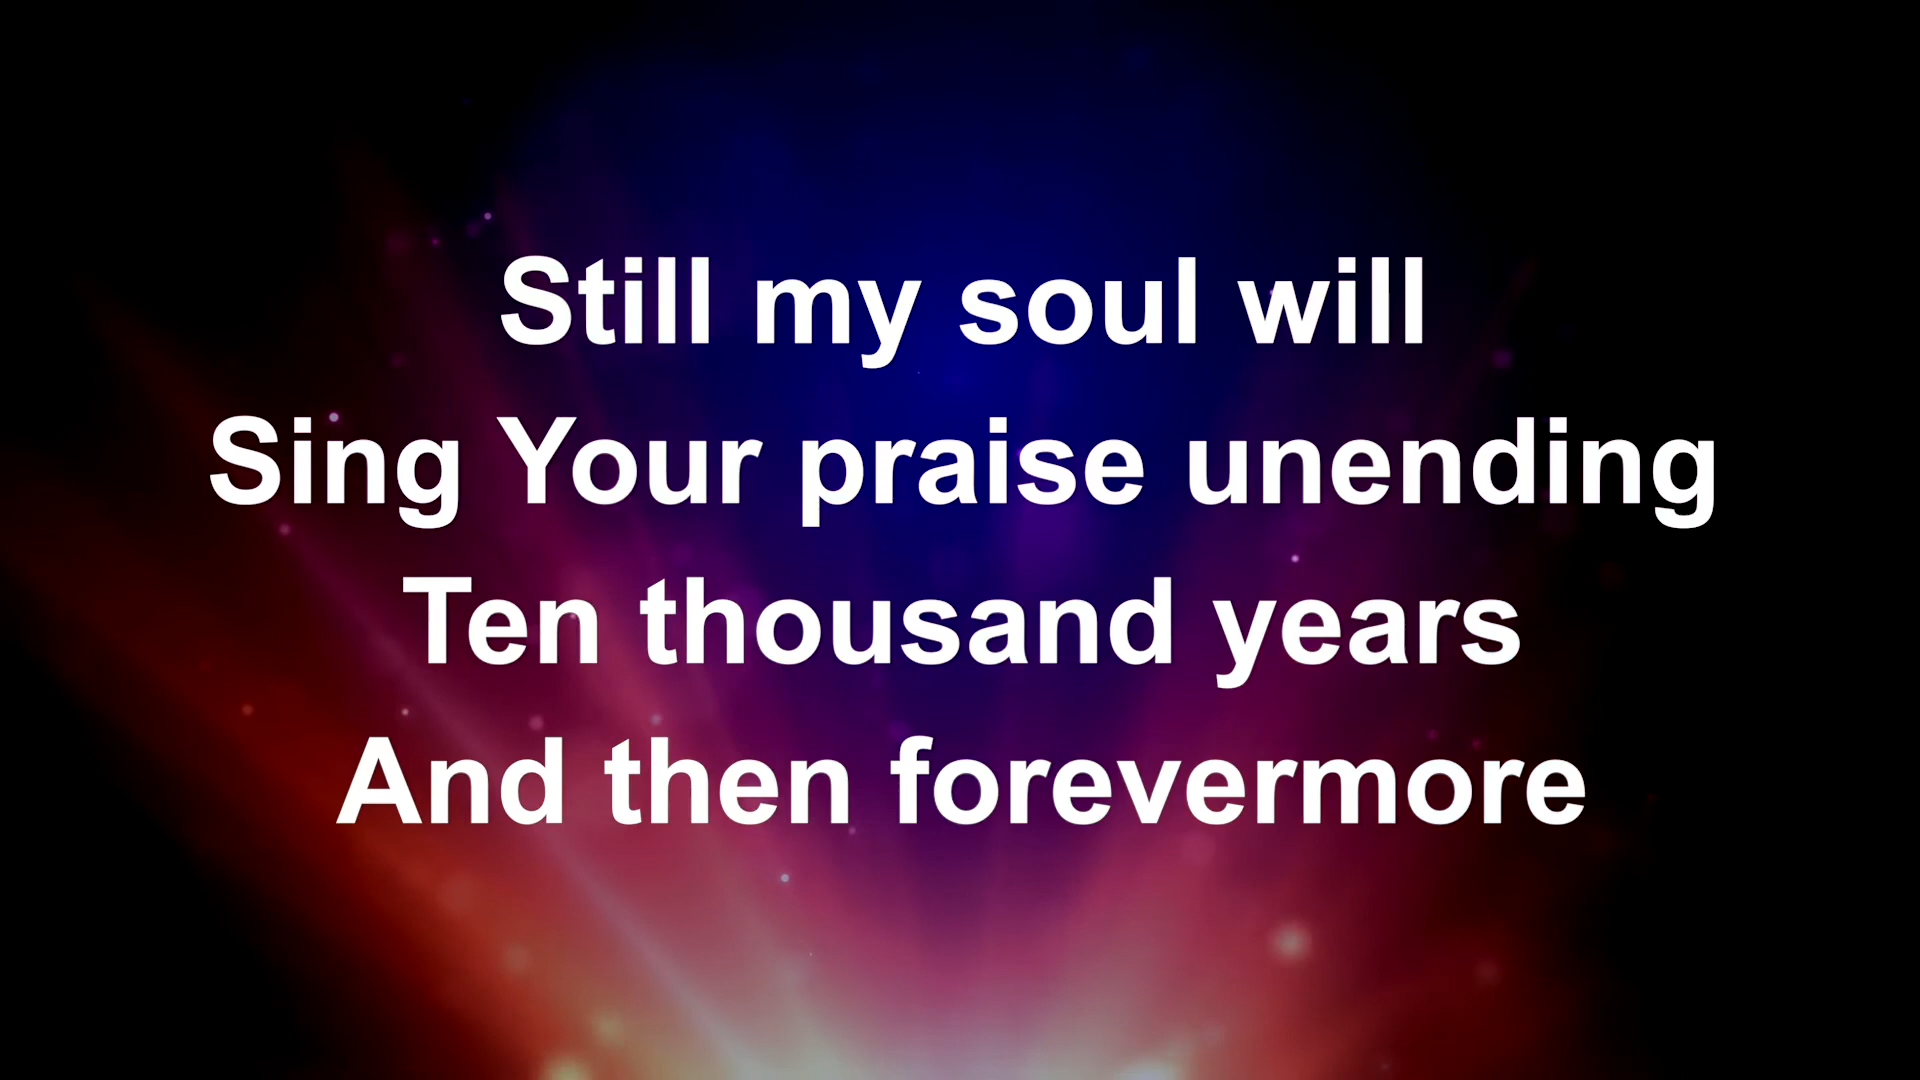 Still my soul will
Sing Your praise unending
Ten thousand years
And then forevermore